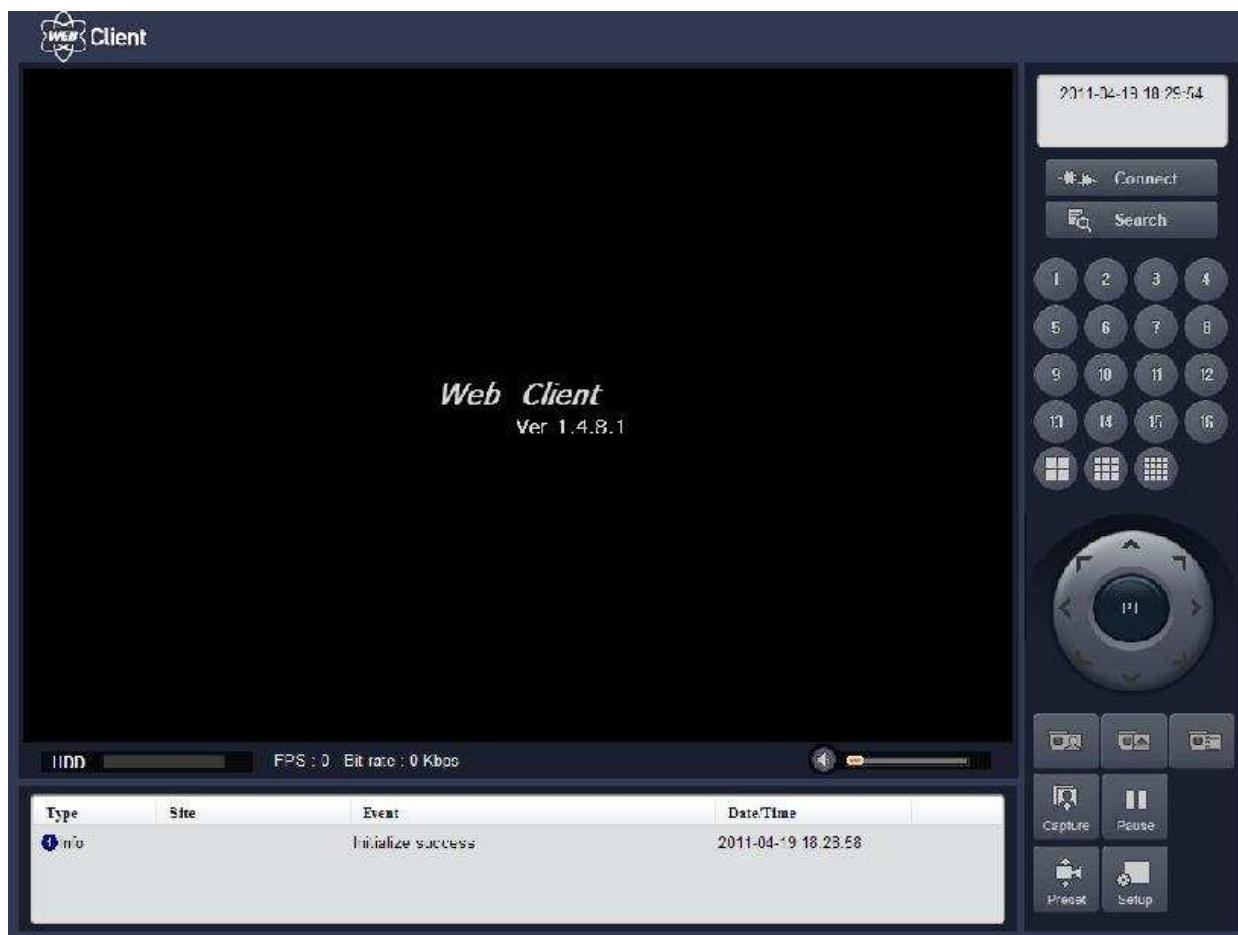 WEB Client
2011-04-19 18:29:54
Connect
Search
1 2 3 4
5 6 7 8
9 10 11 12
13 14 15 16
Web Client
Ver 1.4.8.1
HDD
FPS : 0 Bit rate : 0 Kbps
Type Site Event Date/Time
Info Initialize success 2011-04-19 18:28:58
Capture Pause
Preset Setup